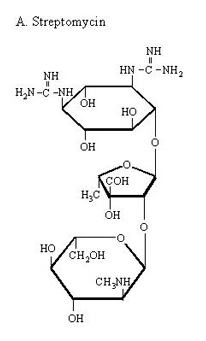 A. Streptomycin
NH
HN-C-NH2
NH
H2N-C-NH
OH
HO
OH
O
O
COH
H3C
OH
O
O
HO
CH2OH
CH3NH
OH